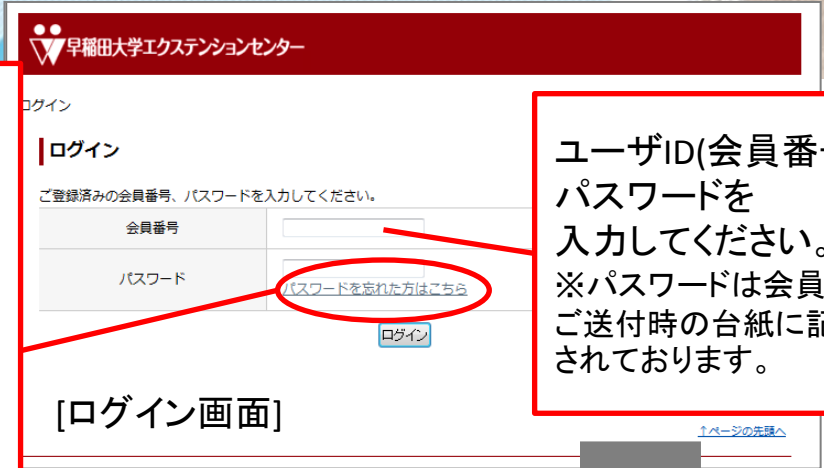 早稲田大学エクステンションセンター
ログイン
ログイン
ご登録済みの会員番号、パスワードを入力してください。
会員番号
パスワード
パスワードを忘れた方はこちら
ログイン
[ログイン画面]
ユーザID(会員番
パスワードを
入力してください。
※パスワードは会員
ご送付時の台紙に記
されております。
↑ページの先頭へ